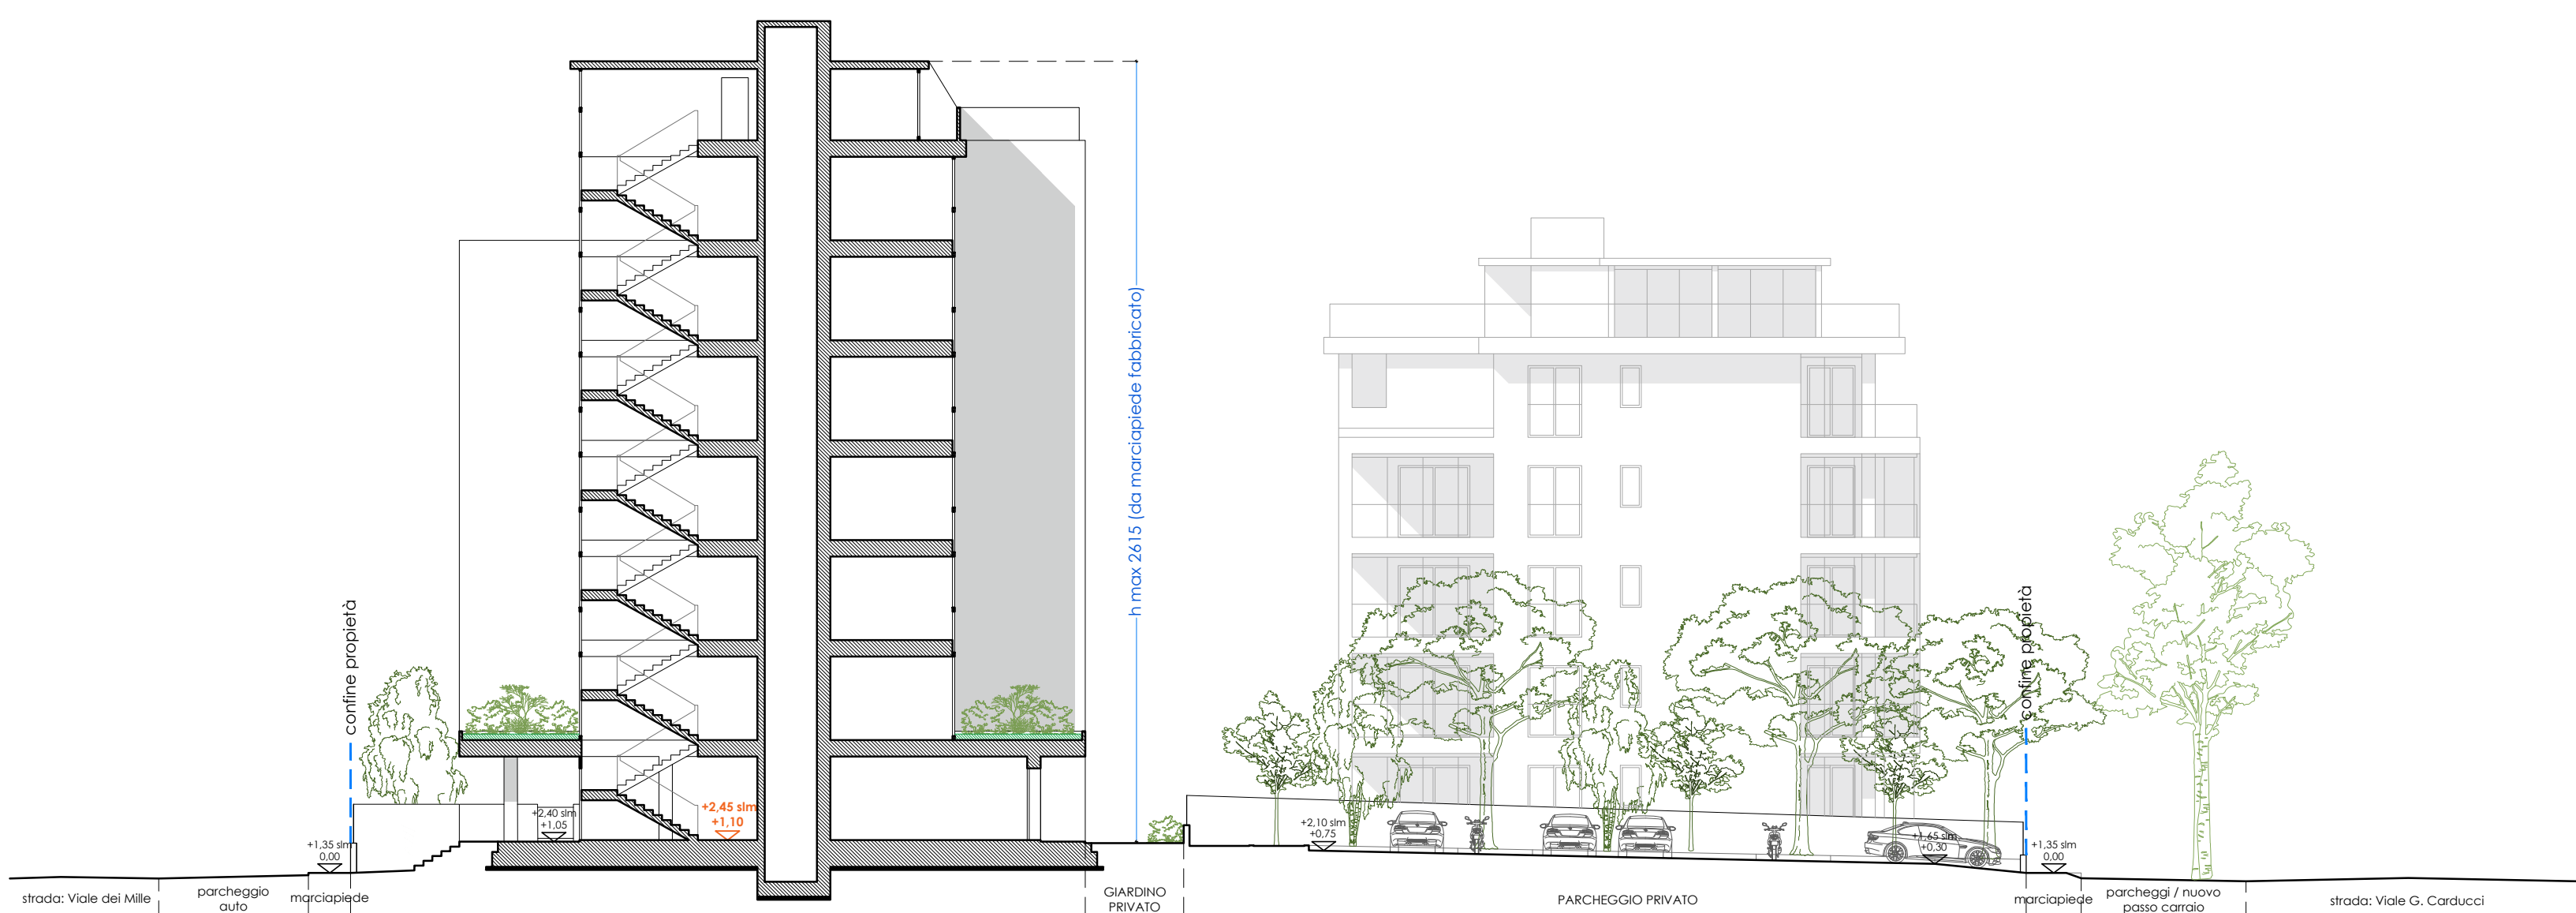 h max 2615 (da marciapiede fabbricato)
confine propietà
confine propietà
+2,45 slm
+1,10
+2,40 slm
+1,05
+1,35 slm
0,00
+2,10 slm
+0,75
+1,65 slm
+0,30
+1,35 slm
0,00
strada: Viale dei Mille
parcheggio
auto
marciapiede
GIARDINO
PRIVATO
PARCHEGGIO PRIVATO
marciapiede
parcheggi / nuovo
passo carraio
strada: Viale G. Carducci